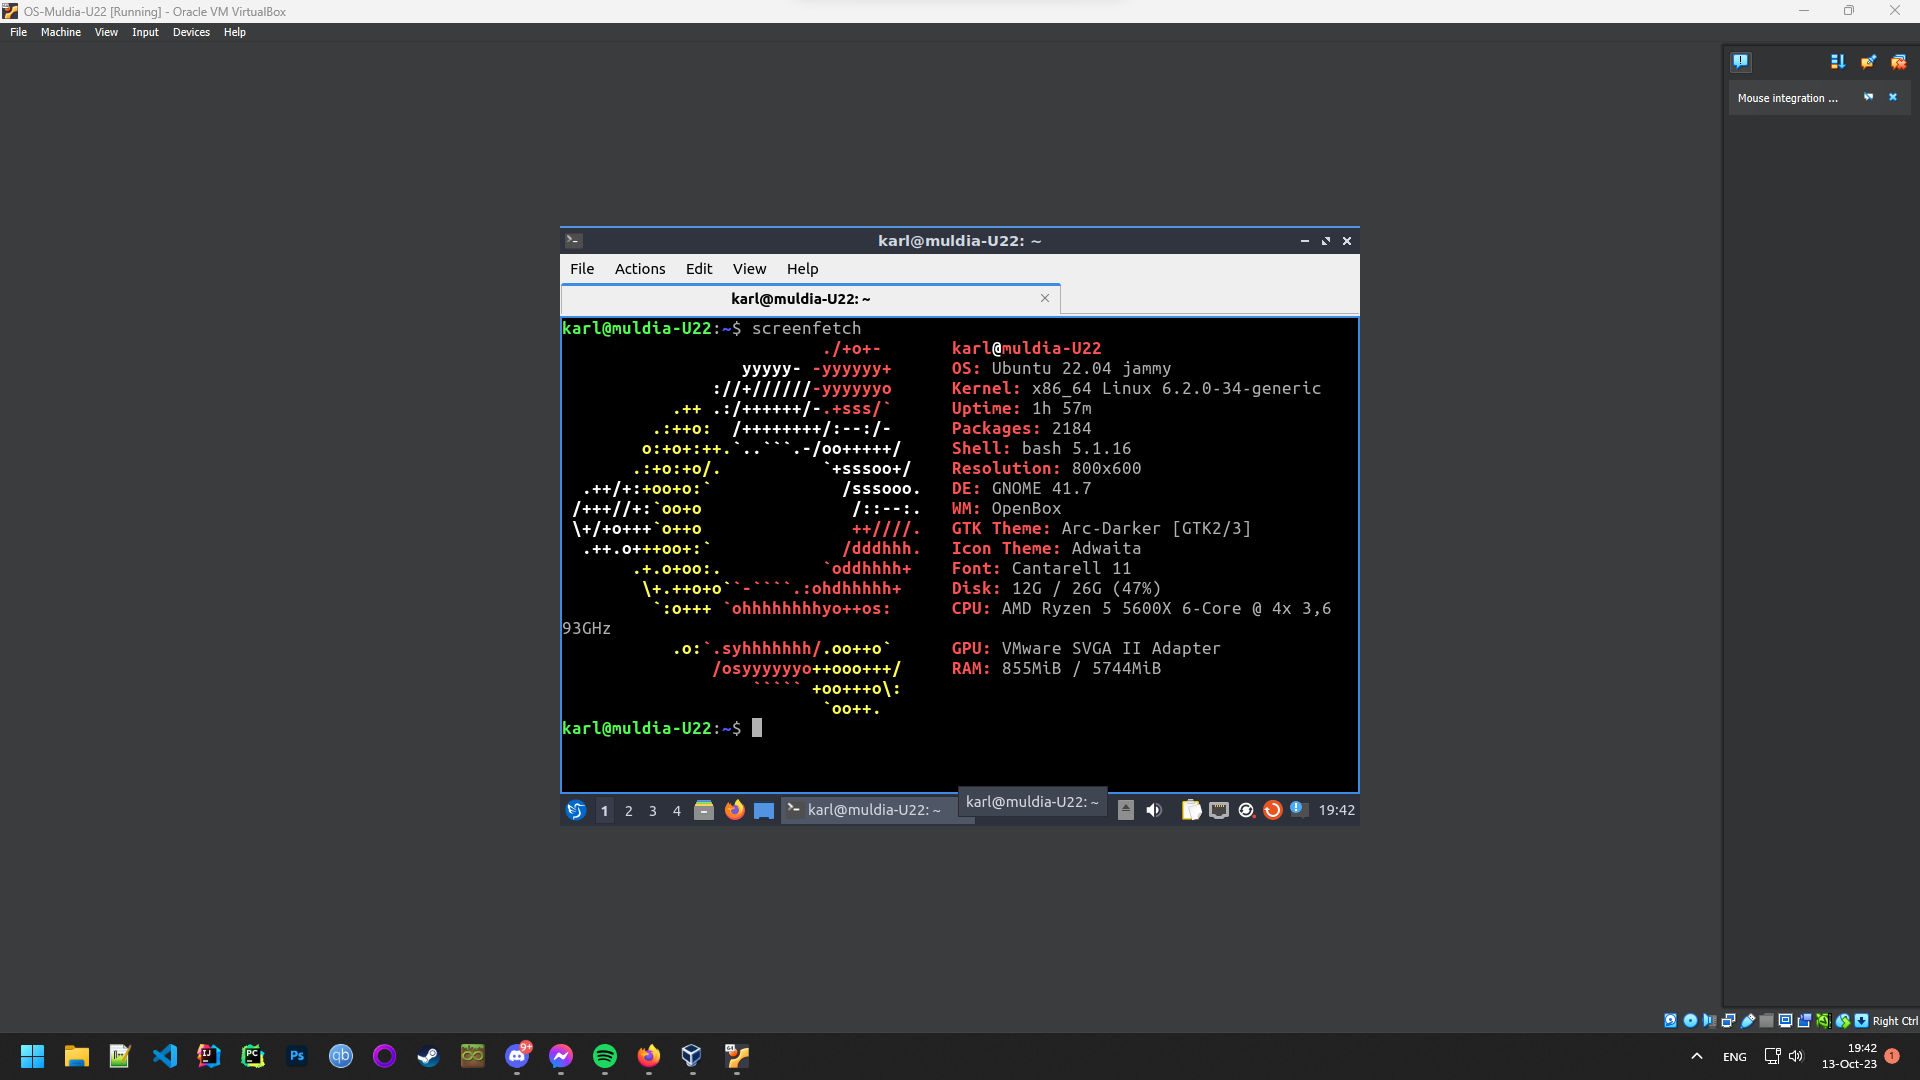 OS-Muldia-U22 [Running] - Oracle VM VirtualBox
File Machine View Input Devices Help
Mouse integration ...
karl@muldia-U22: ~
File Actions Edit View Help
karl@muldia-U22: ~
karl@muldia-U22:~$ screenfetch
./+o+- karl@muldia-U22
yyyyy- -yyyyyy+ OS: Ubuntu 22.04 jammy
://+//////-yyyyyyo Kernel: x86_64 Linux 6.2.0-34-generic
.++ .:/++++++/-.+sss/` Uptime: 1h 57m
.:++o: /++++++++/:--:/- Packages: 2184
o:+o+:++.`..```.-/oo+++++/ Shell: bash 5.1.16
.:+o:+o/. `+sssoo+/ Resolution: 800x600
.++/+:+oo+o:` /sssooo. DE: GNOME 41.7
/+++//+:`oo+o /::--:. WM: OpenBox
\+/+o+++`o++o ++////. GTK Theme: Arc-Darker [GTK2/3]
.++.o+++oo+:` /dddhhh. Icon Theme: Adwaita
.+.o+oo:. `oddhhhh+ Font: Cantarell 11
\+.++o+o``-````.:ohdhhhhh+ Disk: 12G / 26G (47%)
`:o+++ `ohhhhhhhhyo++os: CPU: AMD Ryzen 5 5600X 6-Core @ 4x 3,6
93GHz
.o:`.syhhhhhhh/.oo++o` GPU: VMware SVGA II Adapter
/osyyyyyyo++ooo+++/ RAM: 855MiB / 5744MiB
````` +oo+++o\:
`oo++.
karl@muldia-U22:~$
1 2 3 4 karl@muldia-U22: ~ karl@muldia-U22: ~ 19:42
Right Ctrl
IJ PC Ps qb 9+ 64 ENG 19:42 1
13-Oct-23